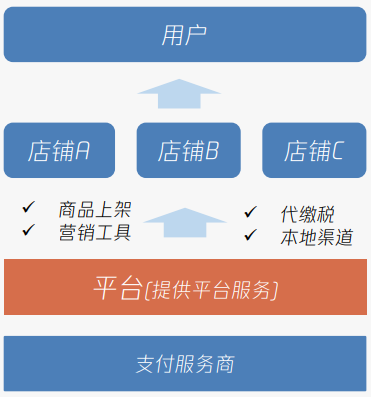 用户
店铺A 店铺B 店铺C
✓ 商品上架
✓ 营销工具
✓ 代缴税
✓ 本地渠道
平台(提供平台服务)
支付服务商